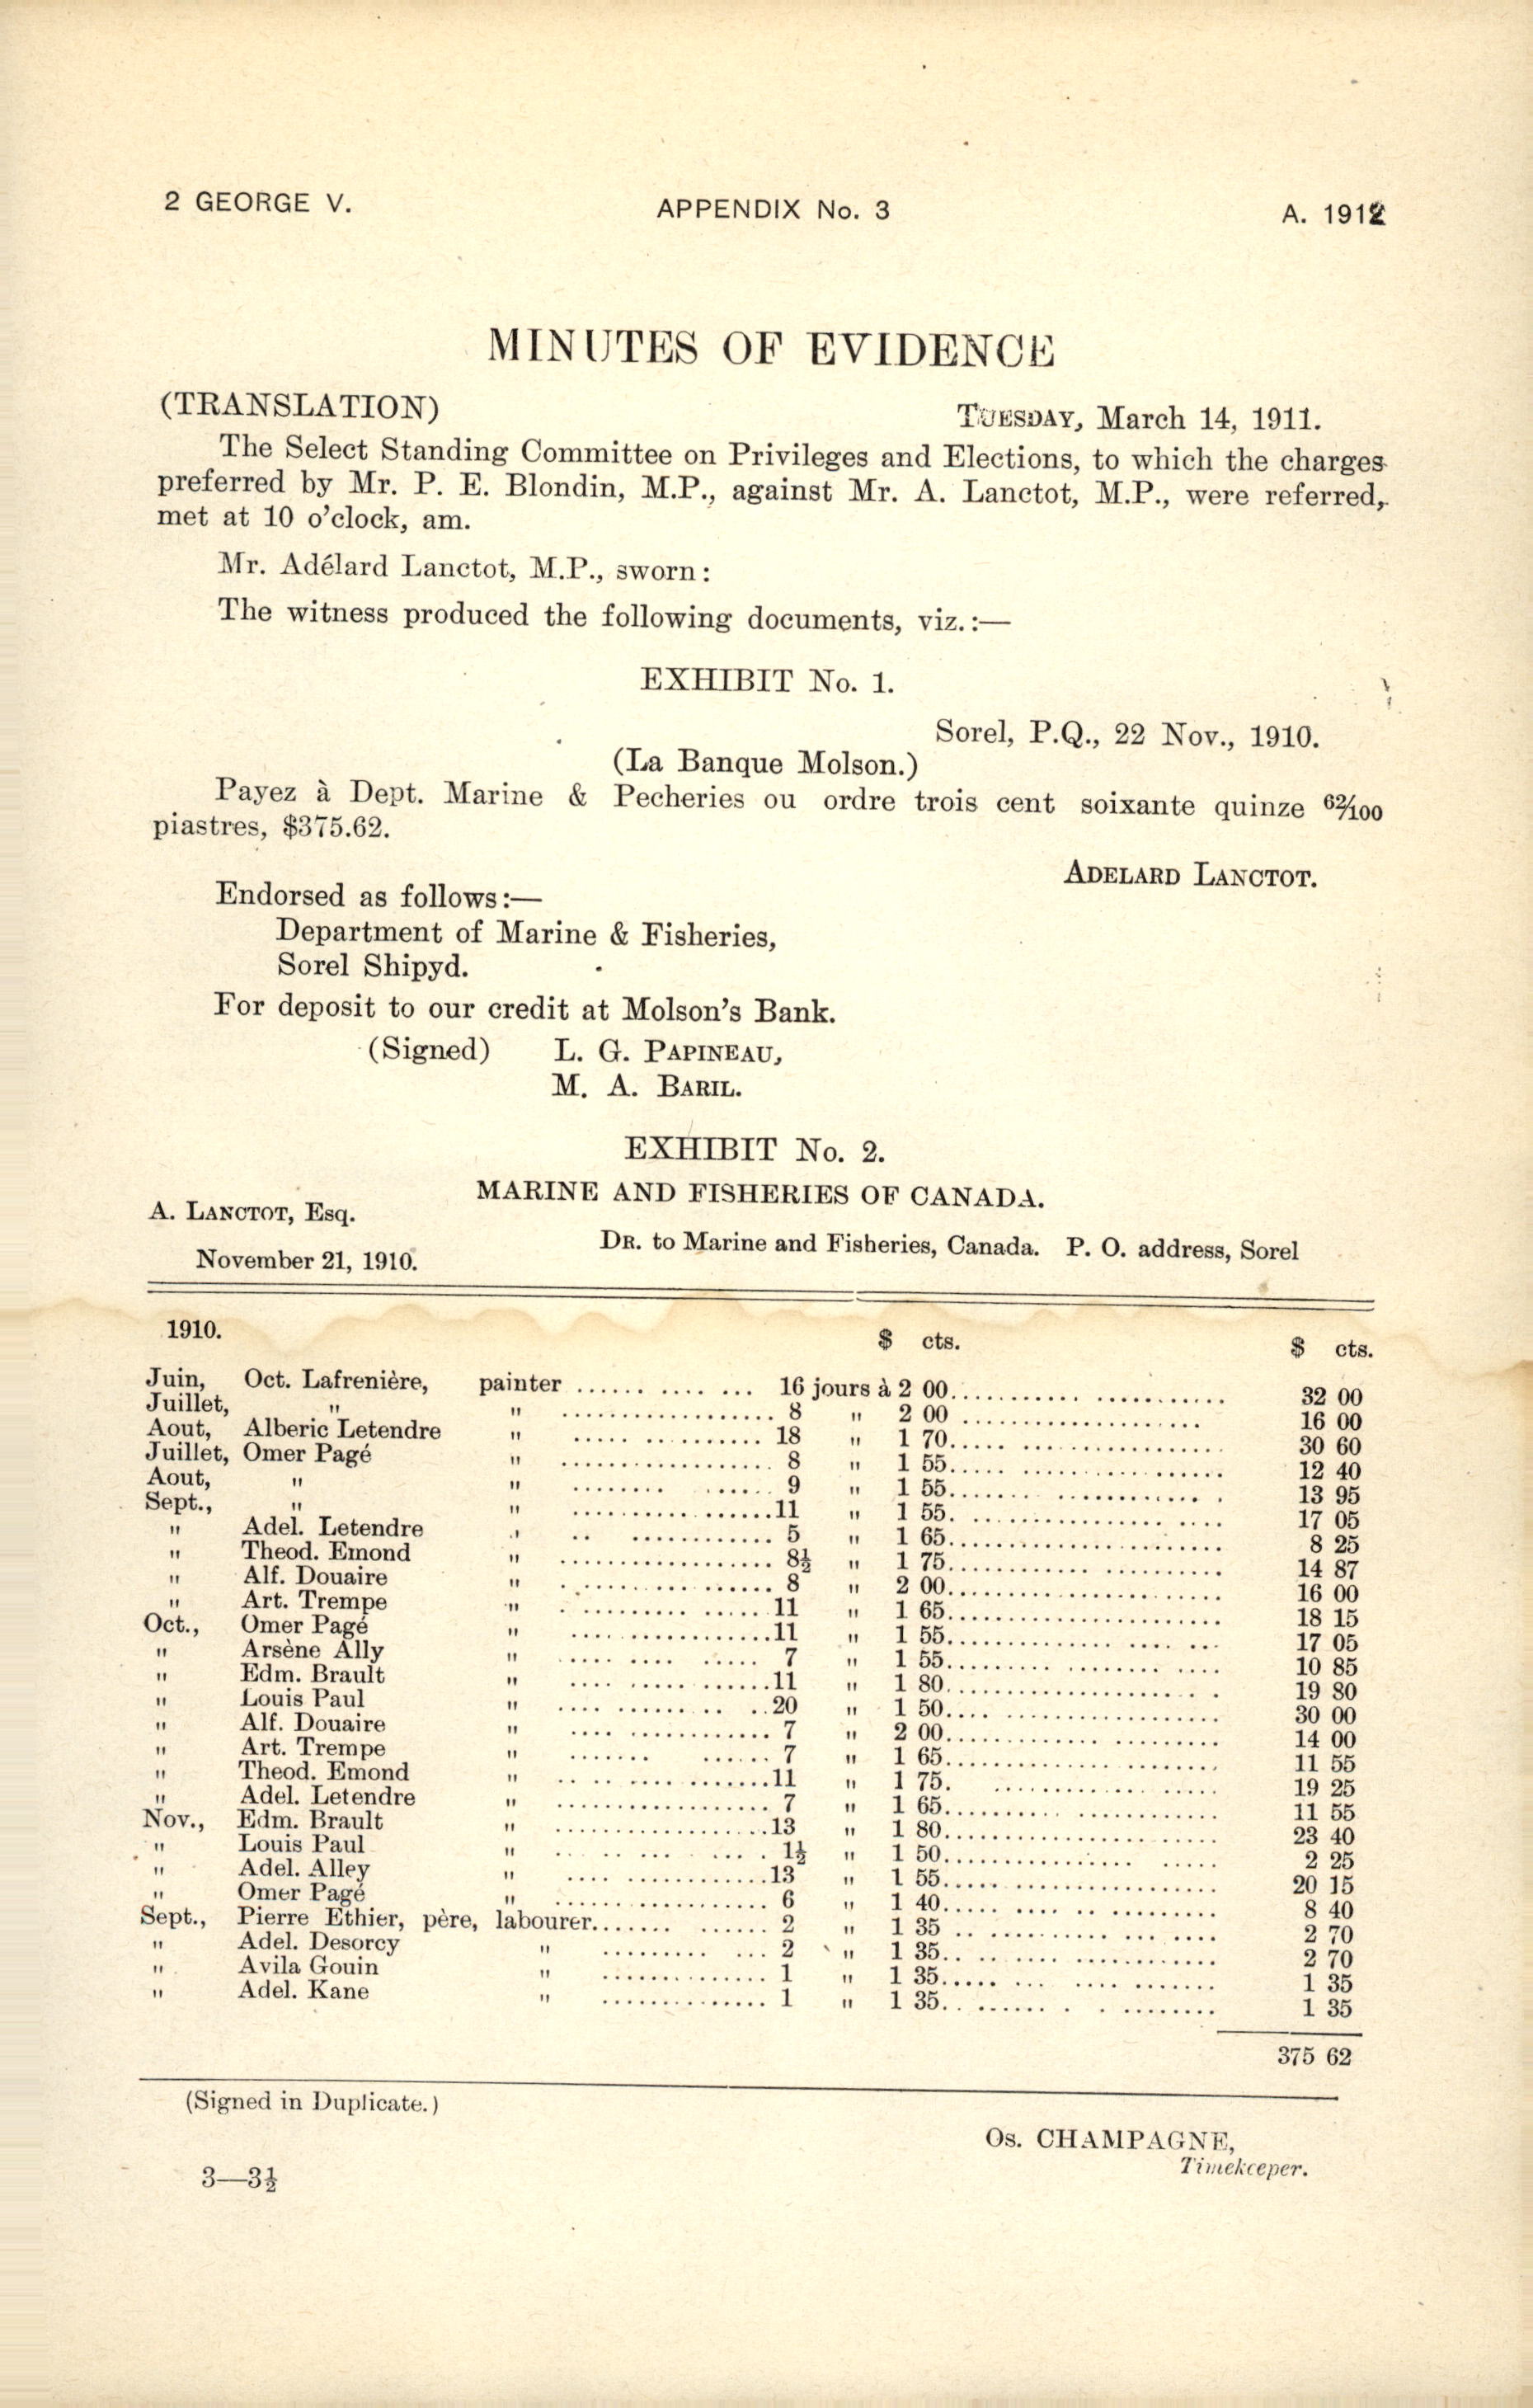 2 GEORGE V. APPENDIX No. 3 A. 1912
MINUTES OF EVIDENCE
(TRANSLATION) TUESDAY, March 14, 1911.
The Select Standing Committee on Privileges and Elections, to which the charges
preferred by Mr. P. E. Blondin, M.P., against Mr. A. Lanctot, M.P., were referred,
met at 10 o'clock, am.
Mr. Adélard Lanctot, M.P., sworn:
The witness produced the following documents, viz.:—
EXHIBIT No. 1.
Sorel, P.Q., 22 Nov., 1910.
(La Banque Molson.)
Payez à Dept. Marine & Pecheries ou ordre trois cent soixante quinze 62/100
piastres, $375.62.
ADELARD LANCTOT.
Endorsed as follows:—
Department of Marine & Fisheries,
Sorel Shipyd.
For deposit to our credit at Molson's Bank.
(Signed) L. G. PAPINEAU,
M. A. BARIL.
EXHIBIT No. 2.
MARINE AND FISHERIES OF CANADA.
A. LANCTOT, Esq.
DR. to Marine and Fisheries, Canada. P. O. address, Sorel
November 21, 1910.
1910. $ cts. $ cts.
Juin, Oct. Lafrenière, painter ...... .... ... 16 jours à 2 00............ .......... 32 00
Juillet, " " .................. 8 " 2 00 .................. 16 00
Aout, Alberic Letendre " ..... .......... 18 " 1 70..... ................. 30 60
Juillet, Omer Pagé " .................. 8 " 1 55..... ................. 12 40
Aout, " " ....... ...... 9 " 1 55....... ............ . 13 95
Sept., " " ..................11 " 1 55. ............. .... 17 05
" Adel. Letendre " .. ............ 5 " 1 65....................... 8 25
" Theod. Emond " .................. 8½ " 1 75............ .......... 14 87
" Alf. Douaire " .................. 8 " 2 00....................... 16 00
" Art. Trempe " . ........ .....11 " 1 65....................... 18 15
Oct., Omer Pagé " ..................11 " 1 55............. .... .. 17 05
" Arsène Ally " .... .... ..... 7 " 1 55......... ....... .... 10 85
" Edm. Brault " .... ............11 " 1 80................... . . 19 80
" Louis Paul " .... ........ ..20 " 1 50.... ................ 30 00
" Alf. Douaire " .... ............ 7 " 2 00............ ......... 14 00
" Art. Trempe " ...... ...... 7 " 1 65....................... 11 55
" Theod. Emond " .. .. ............11 " 1 75. ............ ..... 19 25
" Adel. Letendre " .................. 7 " 1 65......... ............ 11 55
Nov., Edm. Brault " ..................13 " 1 80....................... 23 40
" Louis Paul " ... .. ... ... . 1½ " 1 50................ ..... 2 25
" Adel. Alley " .... ............13 " 1 55..... ................ 20 15
" Omer Pagé " .................. 6 " 1 40..... .... .. ........ 8 40
Sept., Pierre Ethier, père, labourer....... ...... 2 " 1 35 .. ......... ... .... 2 70
" Adel. Desorcy " ......... ... 2 " 1 35.. .. ................ 2 70
" Avila Gouin " .............. 1 " 1 35..... ... .... ....... 1 35
" Adel. Kane " .............. 1 " 1 35.. ...... . . ........ 1 35
375 62
(Signed in Duplicate.)
Os. CHAMPAGNE,
Timekeeper.
3—3½